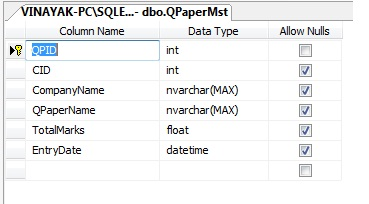 VINAYAK-PC\SQLE...- dbo.QPaperMst
Column Name Data Type Allow Nulls
QPID int
CID int
CompanyName nvarchar(MAX)
QPaperName nvarchar(MAX)
TotalMarks float
EntryDate datetime